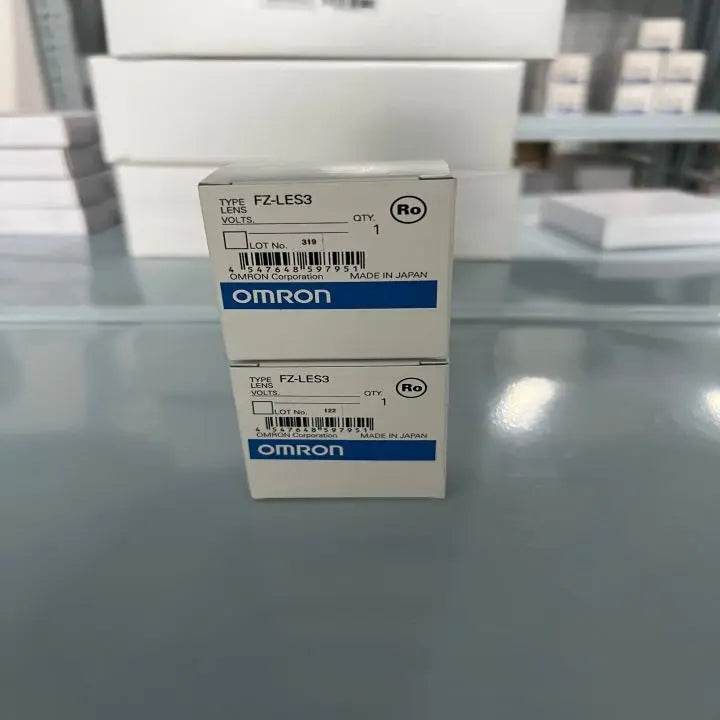 TYPE FZ-LES3
LENS
VOLTS. QTY. 1
Ro
LOT No. 319
4 547648 597951
OMRON Corporation MADE IN JAPAN
OMRON
TYPE FZ-LES3
LENS
VOLTS. QTY. 1
Ro
LOT No. 122
4 547648 597951
OMRON Corporation MADE IN JAPAN
OMRON